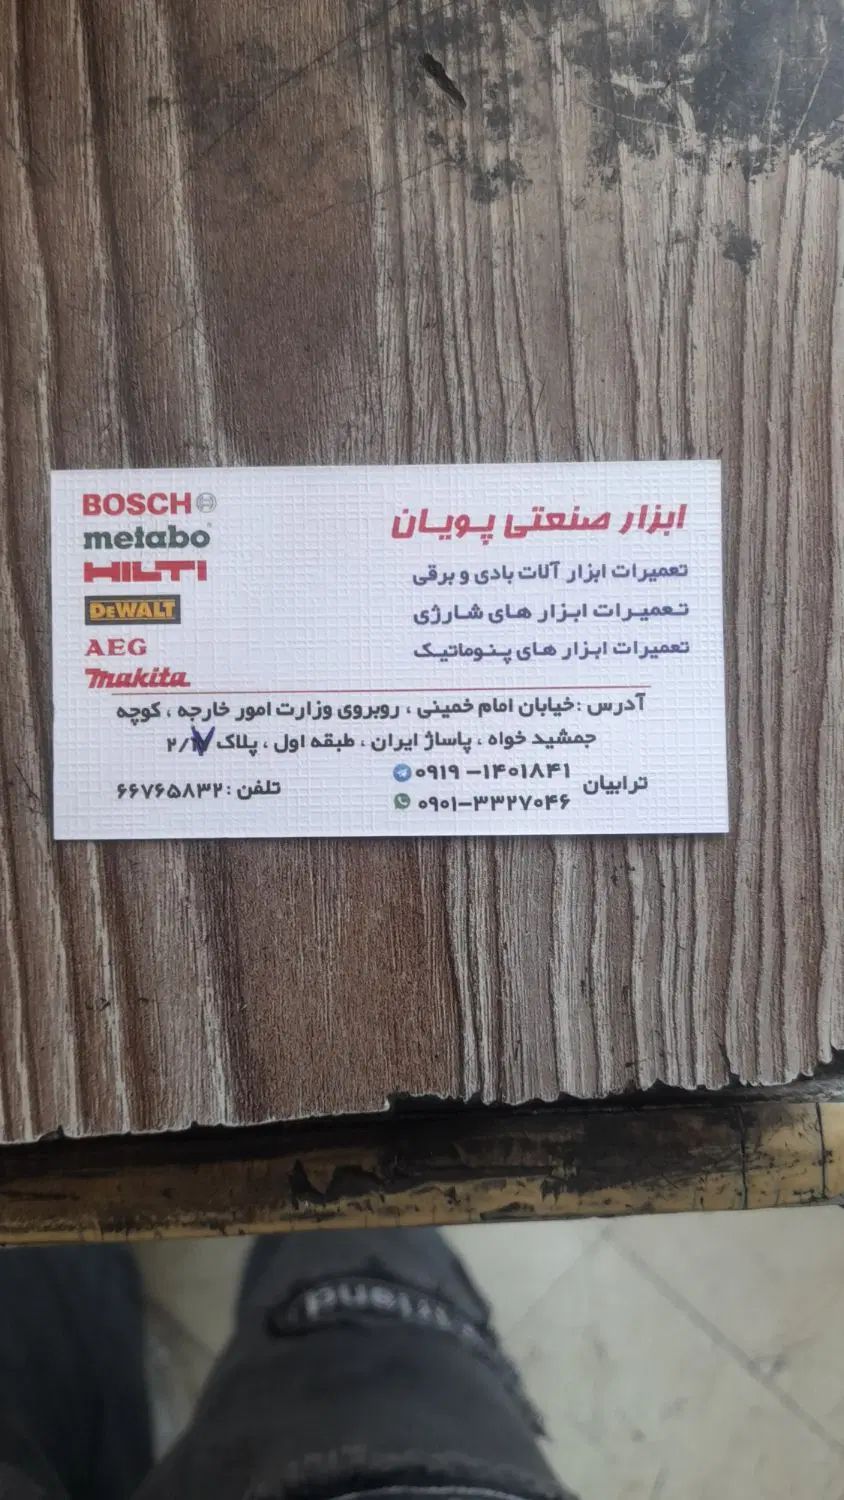 BOSCH
metabo
HILTI
DEWALT
AEG
makita
ابزار صنعتی پویان
تعمیرات ابزار آلات بادی و برقی
تعمیرات ابزار های شارژی
تعمیرات ابزار های پنوماتیک
آدرس :خیابان امام خمینی ، روبروی وزارت امور خارجه ، کوچه
جمشید خواه ، پاساژ ایران ، طبقه اول ، پلاک
ترابیان
۰۹۱۹ –۱۴۰۱۸۴۱
۰۹۰۱–۳۳۲۷۰۴۶
تلفن :۶۶۷۶۵۸۳۲